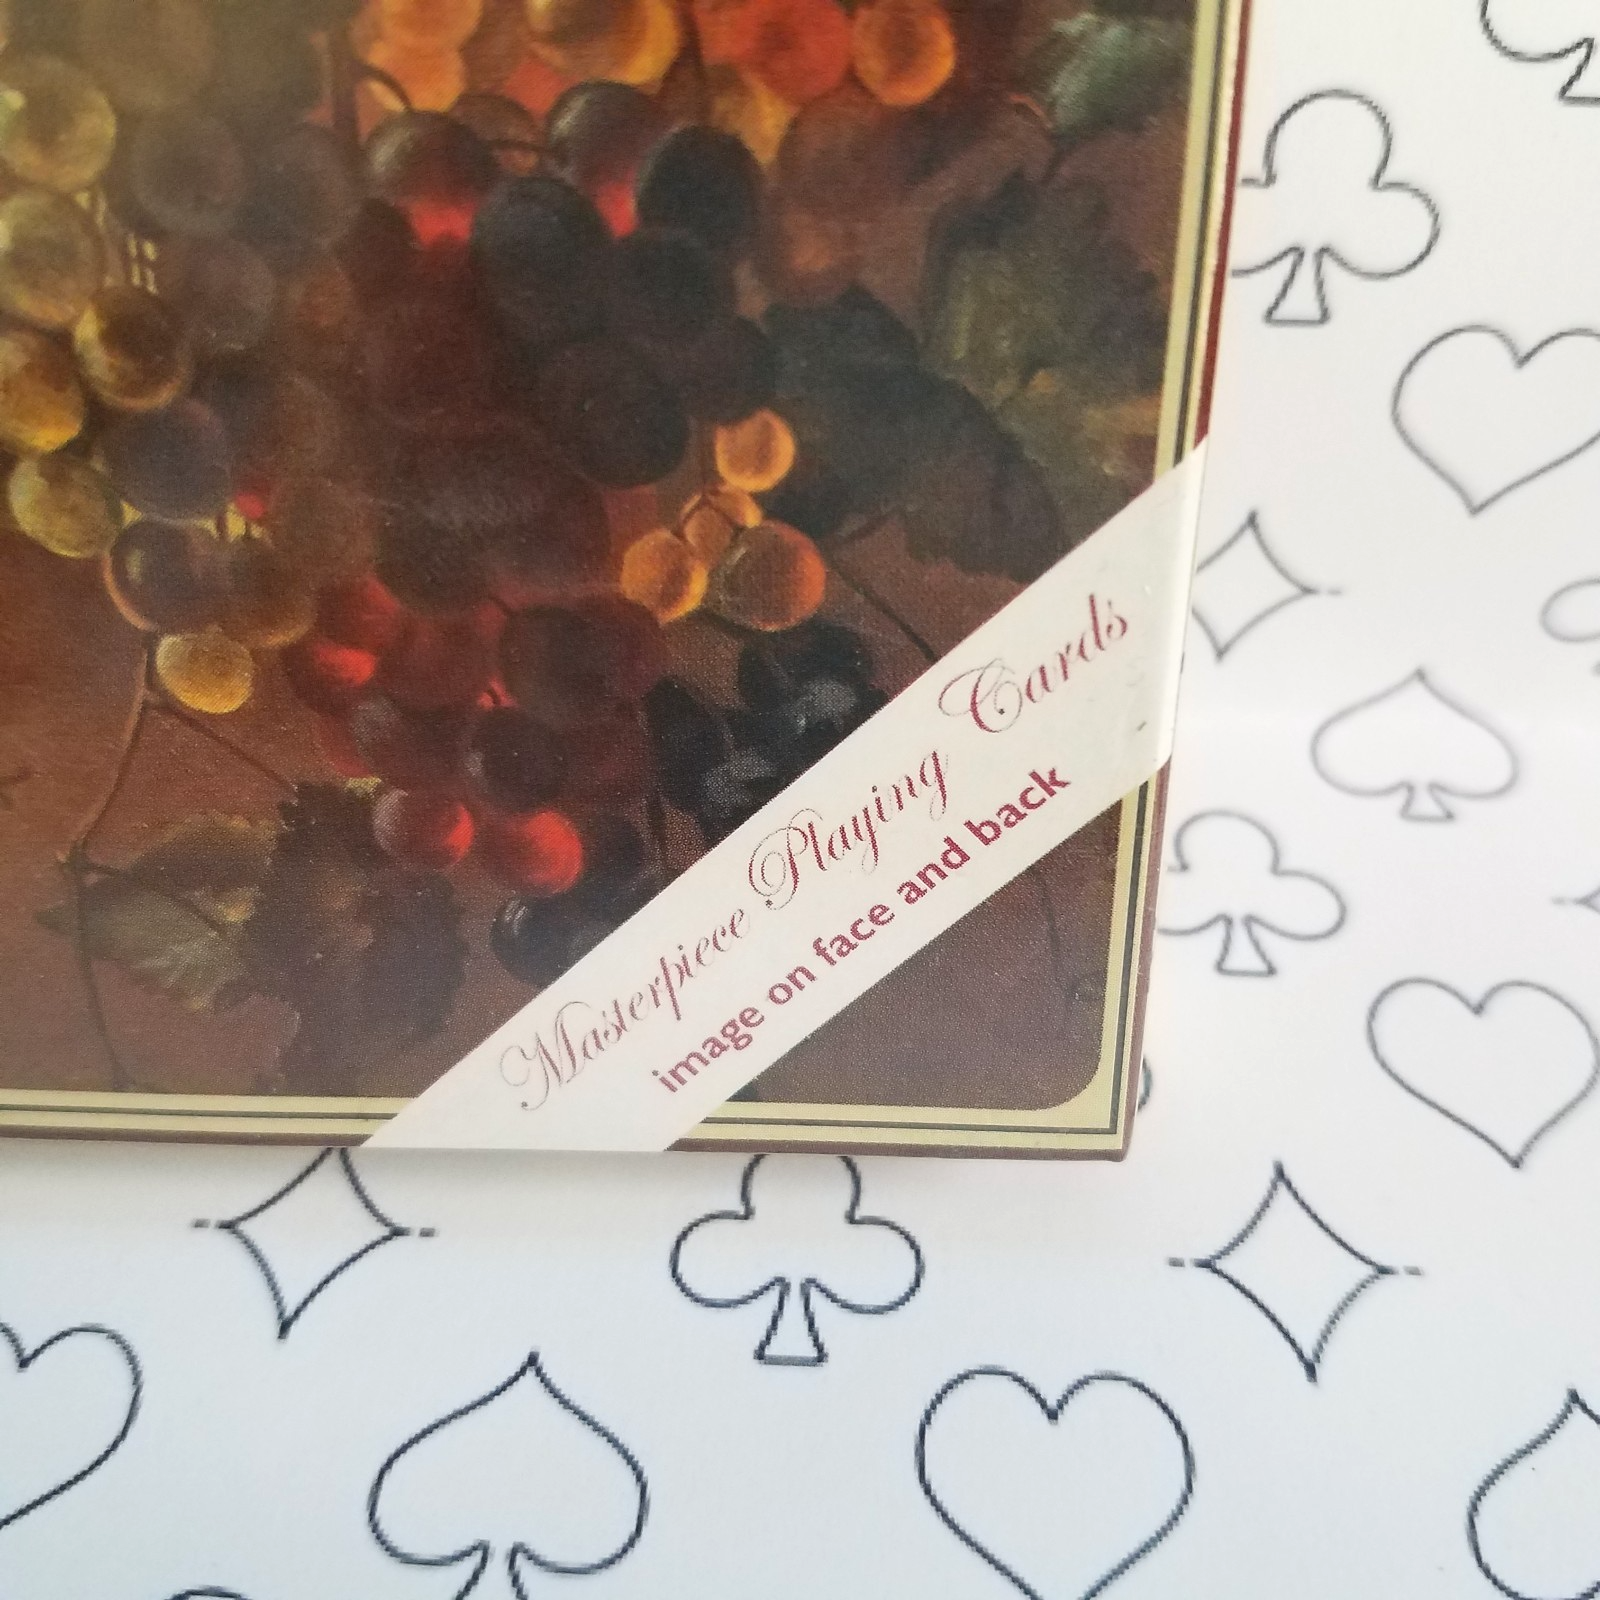 Masterpiece Playing Cards
image on face and back